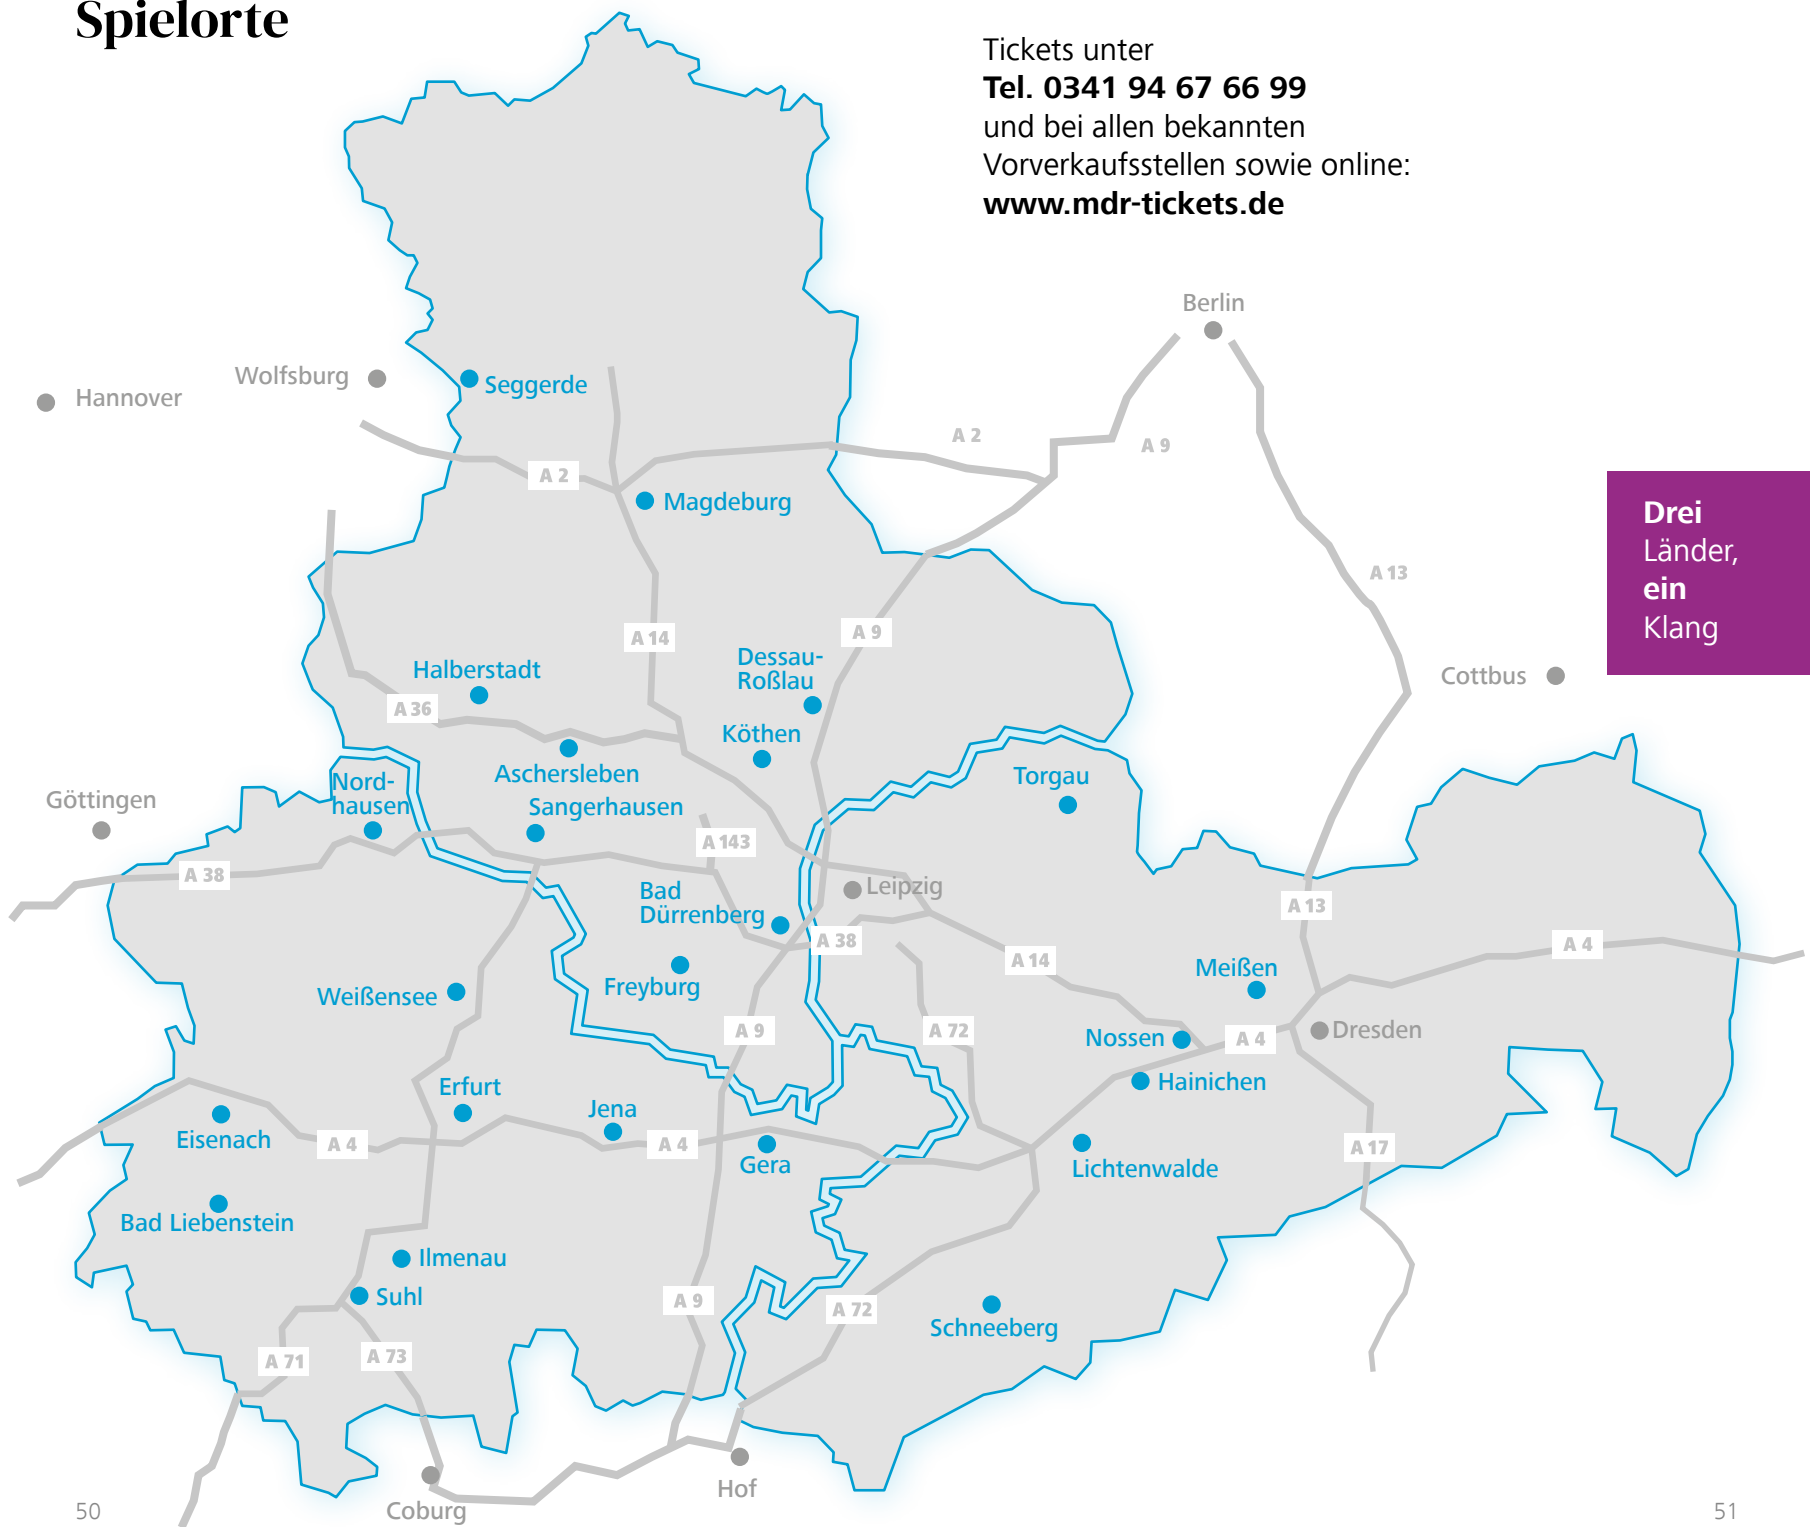 Spielorte
Tickets unter
Tel. 0341 94 67 66 99
und bei allen bekannten
Vorverkaufsstellen sowie online:
www.mdr-tickets.de
Berlin
Wolfsburg
Hannover
Seggerde
A 2
A 9
A 2
Magdeburg
Drei
Länder,
ein
Klang
A 13
A 14
A 9
Dessau-
Roßlau
Halberstadt
Cottbus
A 36
Köthen
Aschersleben
Torgau
Nord-
hausen
Göttingen
Sangerhausen
A 143
A 38
Bad
Dürrenberg
Leipzig
A 13
A 38
A 4
A 14
Meißen
Freyburg
Weißensee
A 9
A 72
Nossen
A 4
Dresden
Hainichen
Erfurt
Jena
Eisenach
A 4
A 4
Gera
A 17
Lichtenwalde
Bad Liebenstein
Ilmenau
Suhl
A 9
A 72
Schneeberg
A 71
A 73
Hof
Coburg
50
51